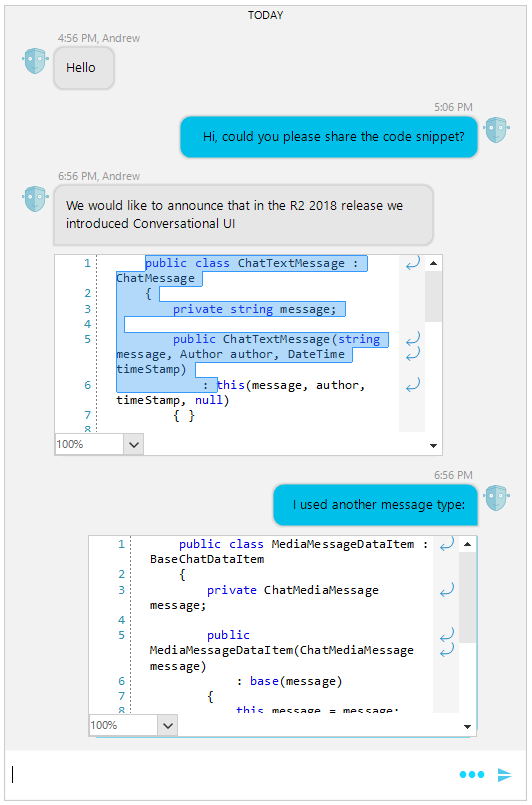 TODAY
4:56 PM, Andrew
Hello
5:06 PM
Hi, could you please share the code snippet?
6:56 PM, Andrew
We would like to announce that in the R2 2018 release we
introduced Conversational UI
1 public class ChatTextMessage :
ChatMessage
2 {
3 private string message;
4
5 public ChatTextMessage(string
message, Author author, DateTime
timeStamp)
6 : this(message, author,
timeStamp, null)
7 { }
8
100%
6:56 PM
I used another message type:
1 public class MediaMessageDataItem :
BaseChatDataItem
2 {
3 private ChatMediaMessage
message;
4
5 public
MediaMessageDataItem(ChatMediaMessage
message)
6 : base(message)
7 {
8 this.message = message;
100%